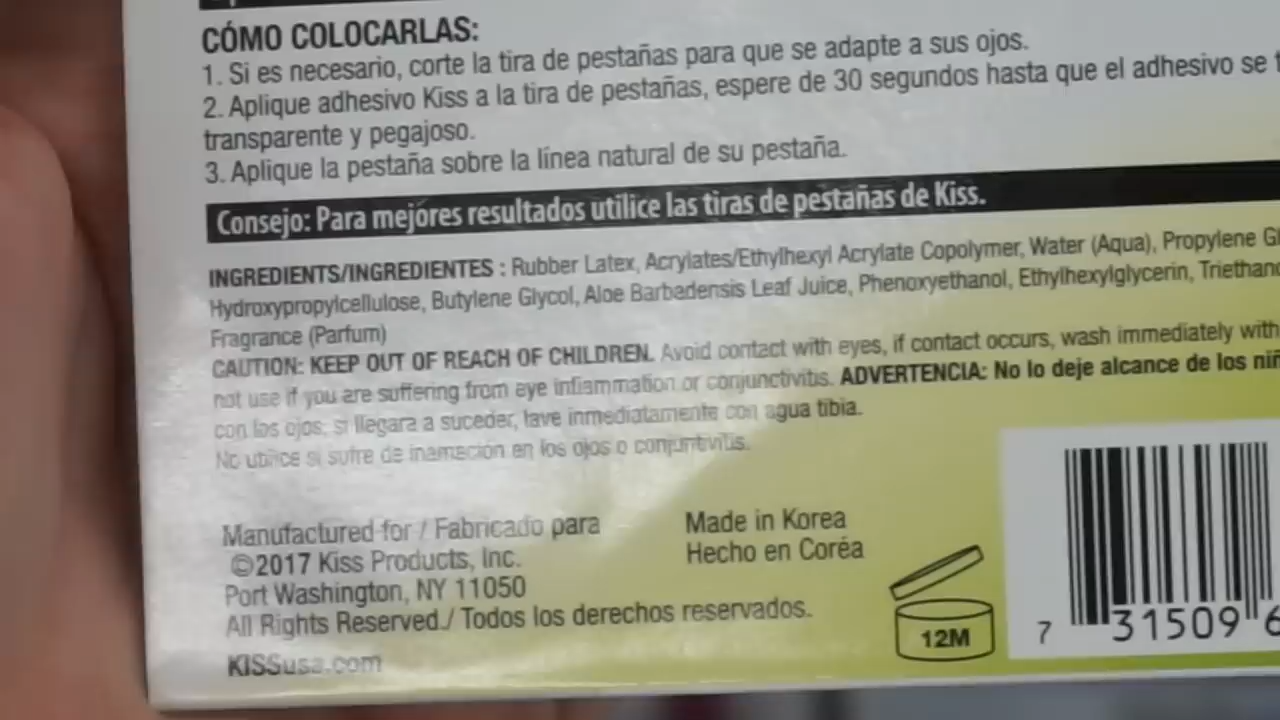 CÓMO COLOCARLAS:
1. Si es necesario, corte la tira de pestañas para que se adapte a sus ojos.
2. Aplique adhesivo Kiss a la tira de pestañas, espere de 30 segundos hasta que el adhesivo se
transparente y pegajoso.
3. Aplique la pestaña sobre la línea natural de su pestaña.
Consejo: Para mejores resultados utilice las tiras de pestañas de Kiss.
INGREDIENTS/INGREDIENTES : Rubber Latex, Acrylates/Ethylhexyl Acrylate Copolymer, Water (Aqua), Propylene
Hydroxypropylcellulose, Butylene Glycol, Aloe Barbadensis Leaf Juice, Phenoxyethanol, Ethylhexylglycerin,
Fragrance (Parfum)
CAUTION: KEEP OUT OF REACH OF CHILDREN. Avoid contact with eyes, if contact occurs, wash immediately with
not use if you are suffering from eye inflammation or conjunctivitis. ADVERTENCIA: No lo deje alcance de los
con los ojos; si llegara a suceder, lave inmediatamente con agua tibia.
No utilice si sufre de inamación en los ojos o conjuntivitis.
Manufactured for / Fabricado para
©2017 Kiss Products, Inc.
Port Washington, NY 11050
All Rights Reserved./ Todos los derechos reservados.
KISSusa.com
Made in Korea
Hecho en Coréa
12M
7 31509 6